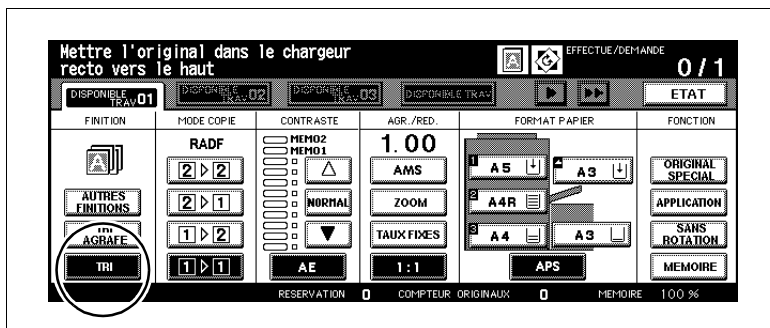 Mettre l'original dans le chargeur
recto vers le haut
EFFECTUE/DEMANDE
0/1
DISPONIBLE TRAV 01
DISPONIBLE TRAV 02
DISPONIBLE TRAV 03
DISPONIBLE TRAV
ETAT
FINITION
MODE COPIE
CONTRASTE
AGR./RED.
FORMAT PAPIER
FONCTION
A
AUTRES
FINITIONS
TRI
AGRAFE
TRI
RADF
2 ▷ 2
2 ▷ 1
1 ▷ 2
1 ▷ 1
MEMO2
MEMO1
NORMAL
AE
1.00
AMS
ZOOM
TAUX FIXES
1:1
1 A5
A3
2 A4R
3 A4
A3
APS
ORIGINAL
SPECIAL
APPLICATION
SANS
ROTATION
MEMOIRE
RESERVATION 0 COMPTEUR ORIGINAUX 0 MEMOIRE 100 %